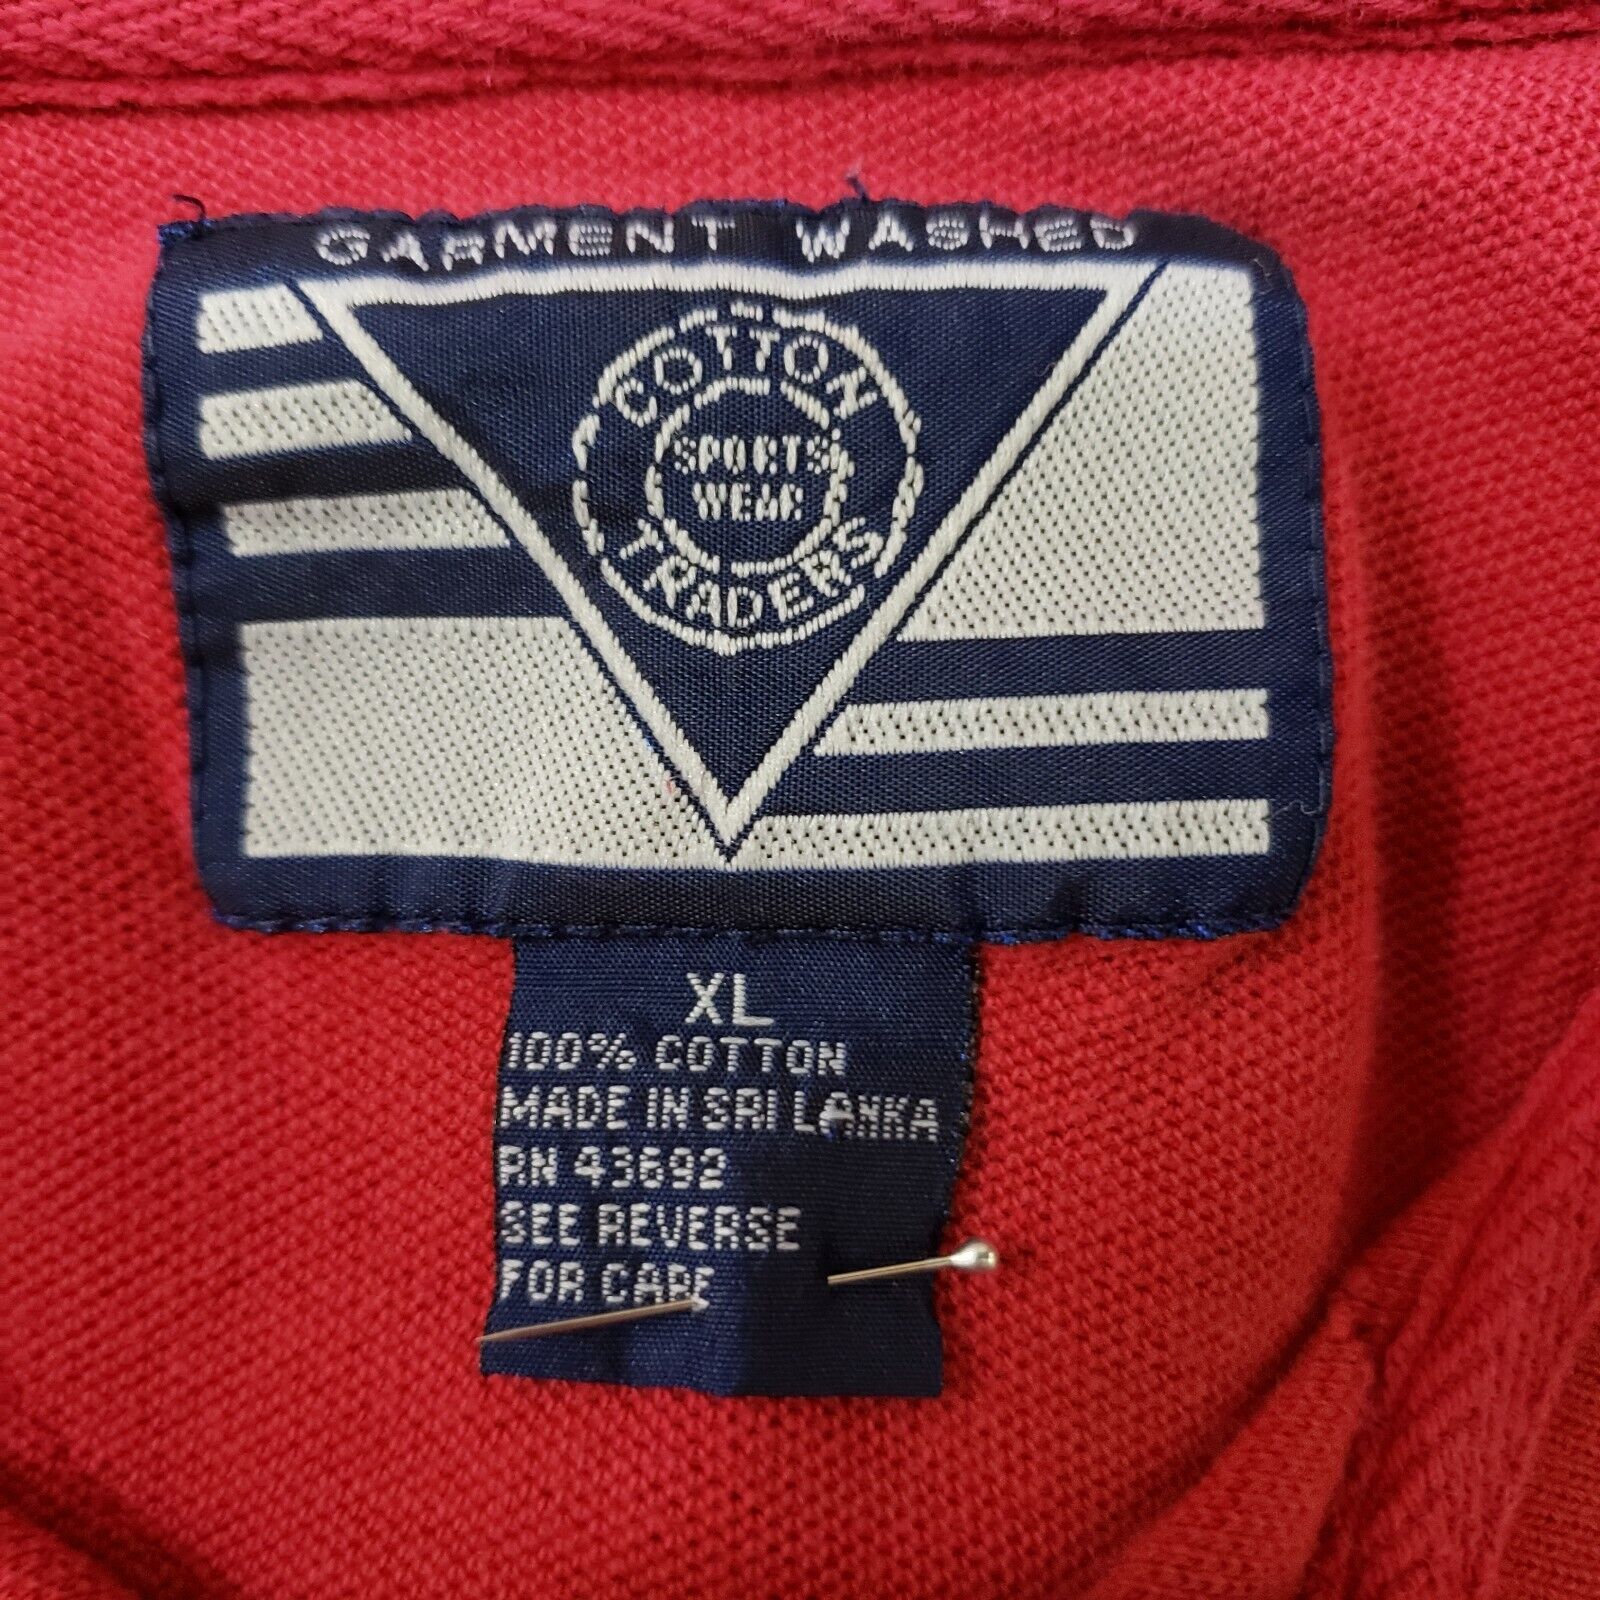 GARMENT WASHED
COTTON
SPORTS
WEAR
TRADERS
XL
100% COTTON
MADE IN SRI LANKA
RN 43692
SEE REVERSE
FOR CARE